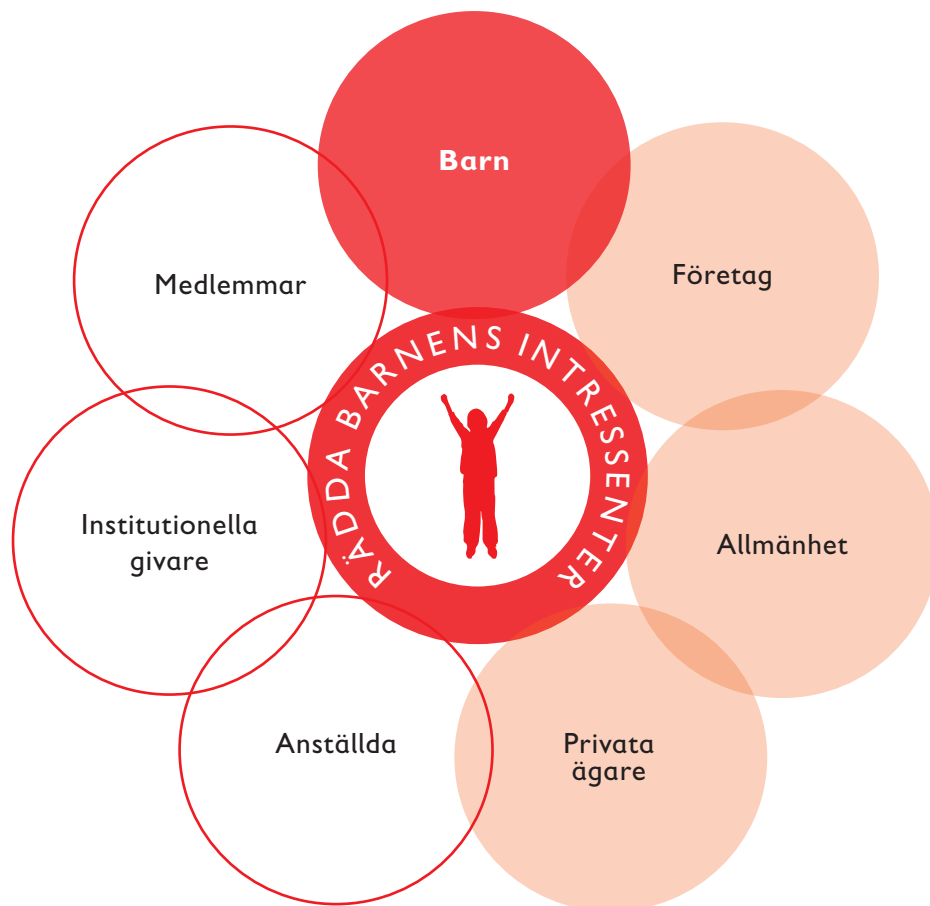 Barn
Företag
Medlemmar
RÄDDA BARNENS INTRESSENTER
Institutionella
givare
Allmänhet
Anställda
Privata
ägare